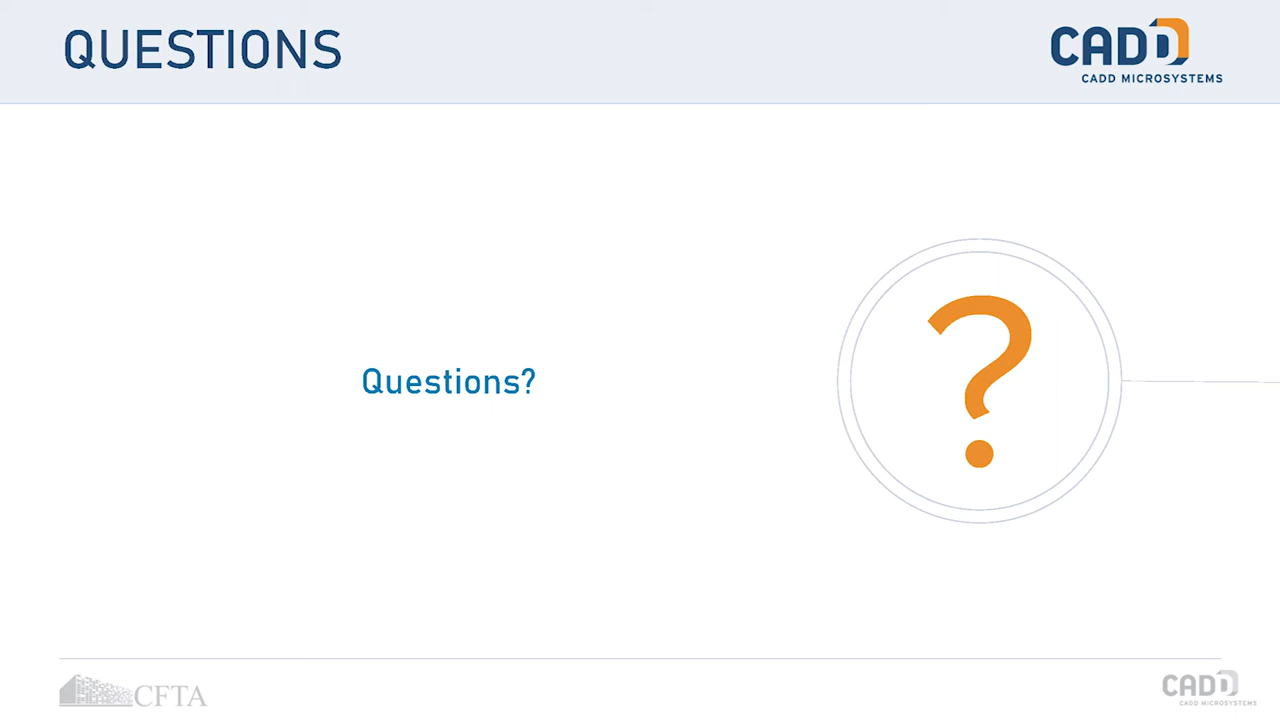 QUESTIONS
CADD
CADD MICROSYSTEMS
Questions?
?
CFTA
CADD
CADD MICROSYSTEMS